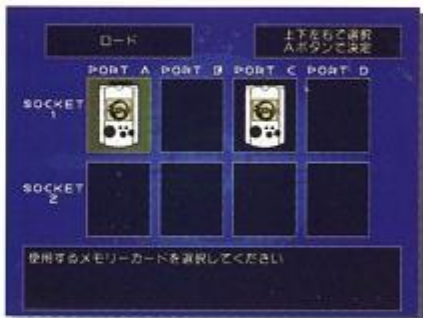 ロード
上下左右で選択
Aボタンで決定
PORT A PORT B PORT C PORT D
SOCKET
1
SOCKET
2
使用するメモリーカードを選択してください